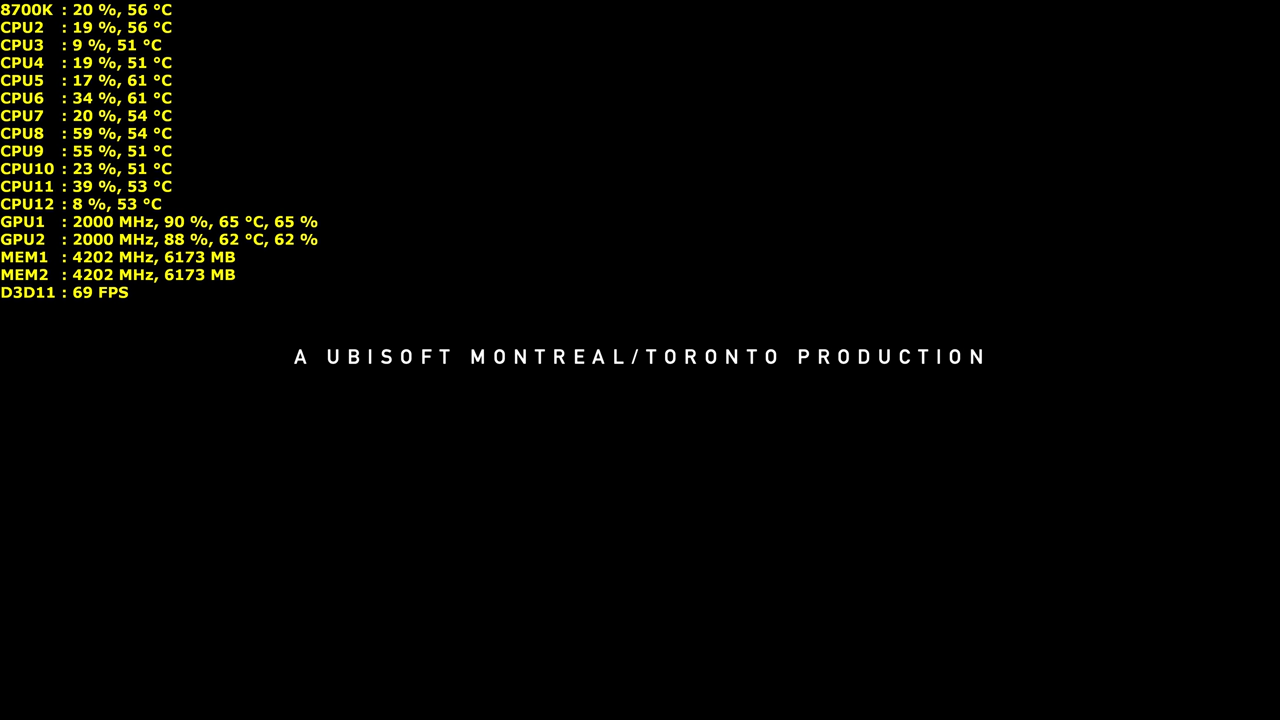 8700K : 20 %, 56 °C
CPU2 : 19 %, 56 °C
CPU3 : 9 %, 51 °C
CPU4 : 19 %, 51 °C
CPU5 : 17 %, 61 °C
CPU6 : 34 %, 61 °C
CPU7 : 20 %, 54 °C
CPU8 : 59 %, 54 °C
CPU9 : 55 %, 51 °C
CPU10 : 23 %, 51 °C
CPU11 : 39 %, 53 °C
CPU12 : 8 %, 53 °C
GPU1 : 2000 MHz, 90 %, 65 °C, 65 %
GPU2 : 2000 MHz, 88 %, 62 °C, 62 %
MEM1 : 4202 MHz, 6173 MB
MEM2 : 4202 MHz, 6173 MB
D3D11 : 69 FPS
A UBISOFT MONTREAL/TORONTO PRODUCTION